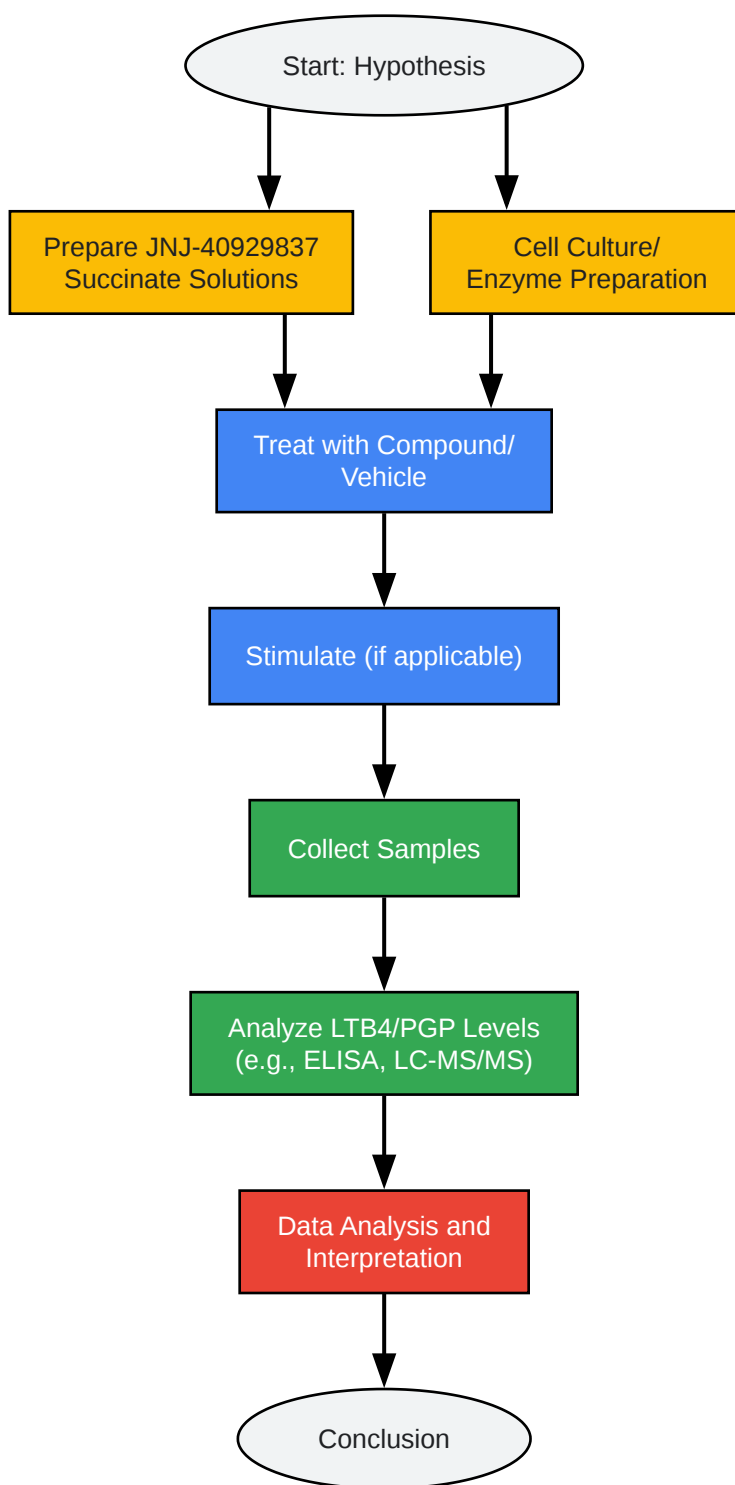 Start: Hypothesis
Prepare JNJ-40929837
Succinate Solutions
Cell Culture/
Enzyme Preparation
Treat with Compound/
Vehicle
Stimulate (if applicable)
Collect Samples
Analyze LTB4/PGP Levels
(e.g., ELISA, LC-MS/MS)
Data Analysis and
Interpretation
Conclusion